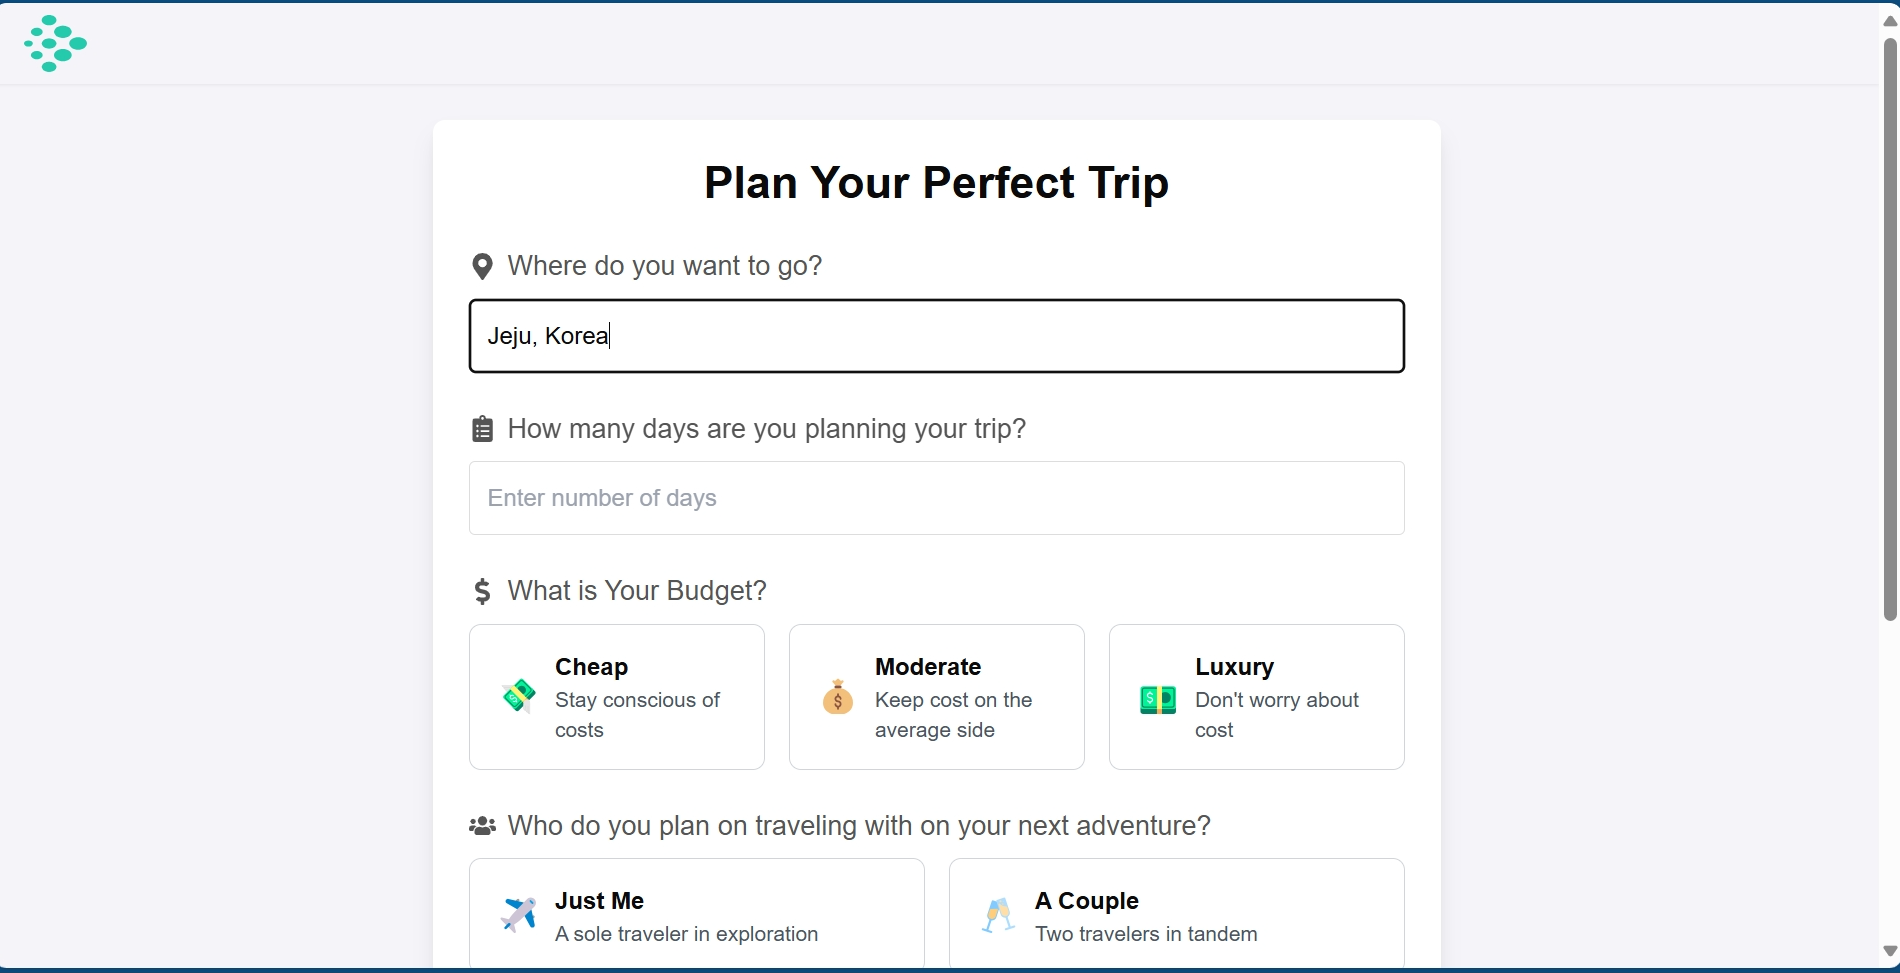 Plan Your Perfect Trip
Where do you want to go?
Jeju, Korea
How many days are you planning your trip?
Enter number of days
What is Your Budget?
Cheap
Stay conscious of
costs
Moderate
Keep cost on the
average side
Luxury
Don't worry about
cost
Who do you plan on traveling with on your next adventure?
Just Me
A sole traveler in exploration
A Couple
Two travelers in tandem